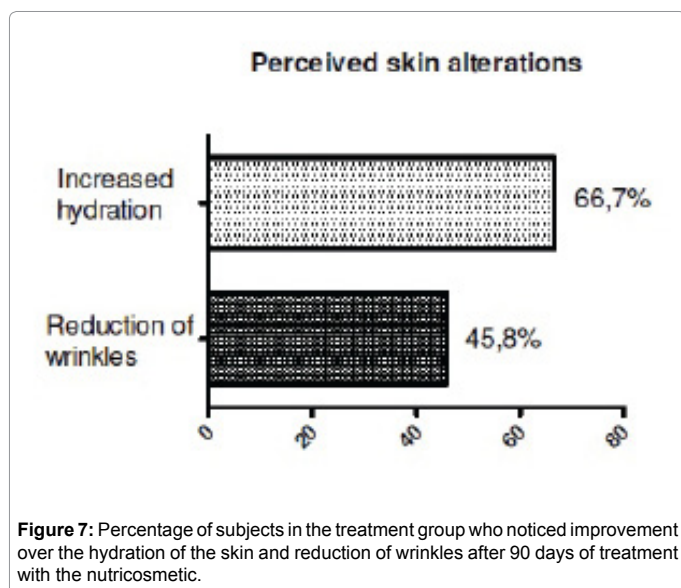 Perceived skin alterations
Increased
hydration
66,7%
Reduction of
wrinkles
45,8%
0
20
40
60
80
Figure 7: Percentage of subjects in the treatment group who noticed improvement
over the hydration of the skin and reduction of wrinkles after 90 days of treatment
with the nutricosmetic.